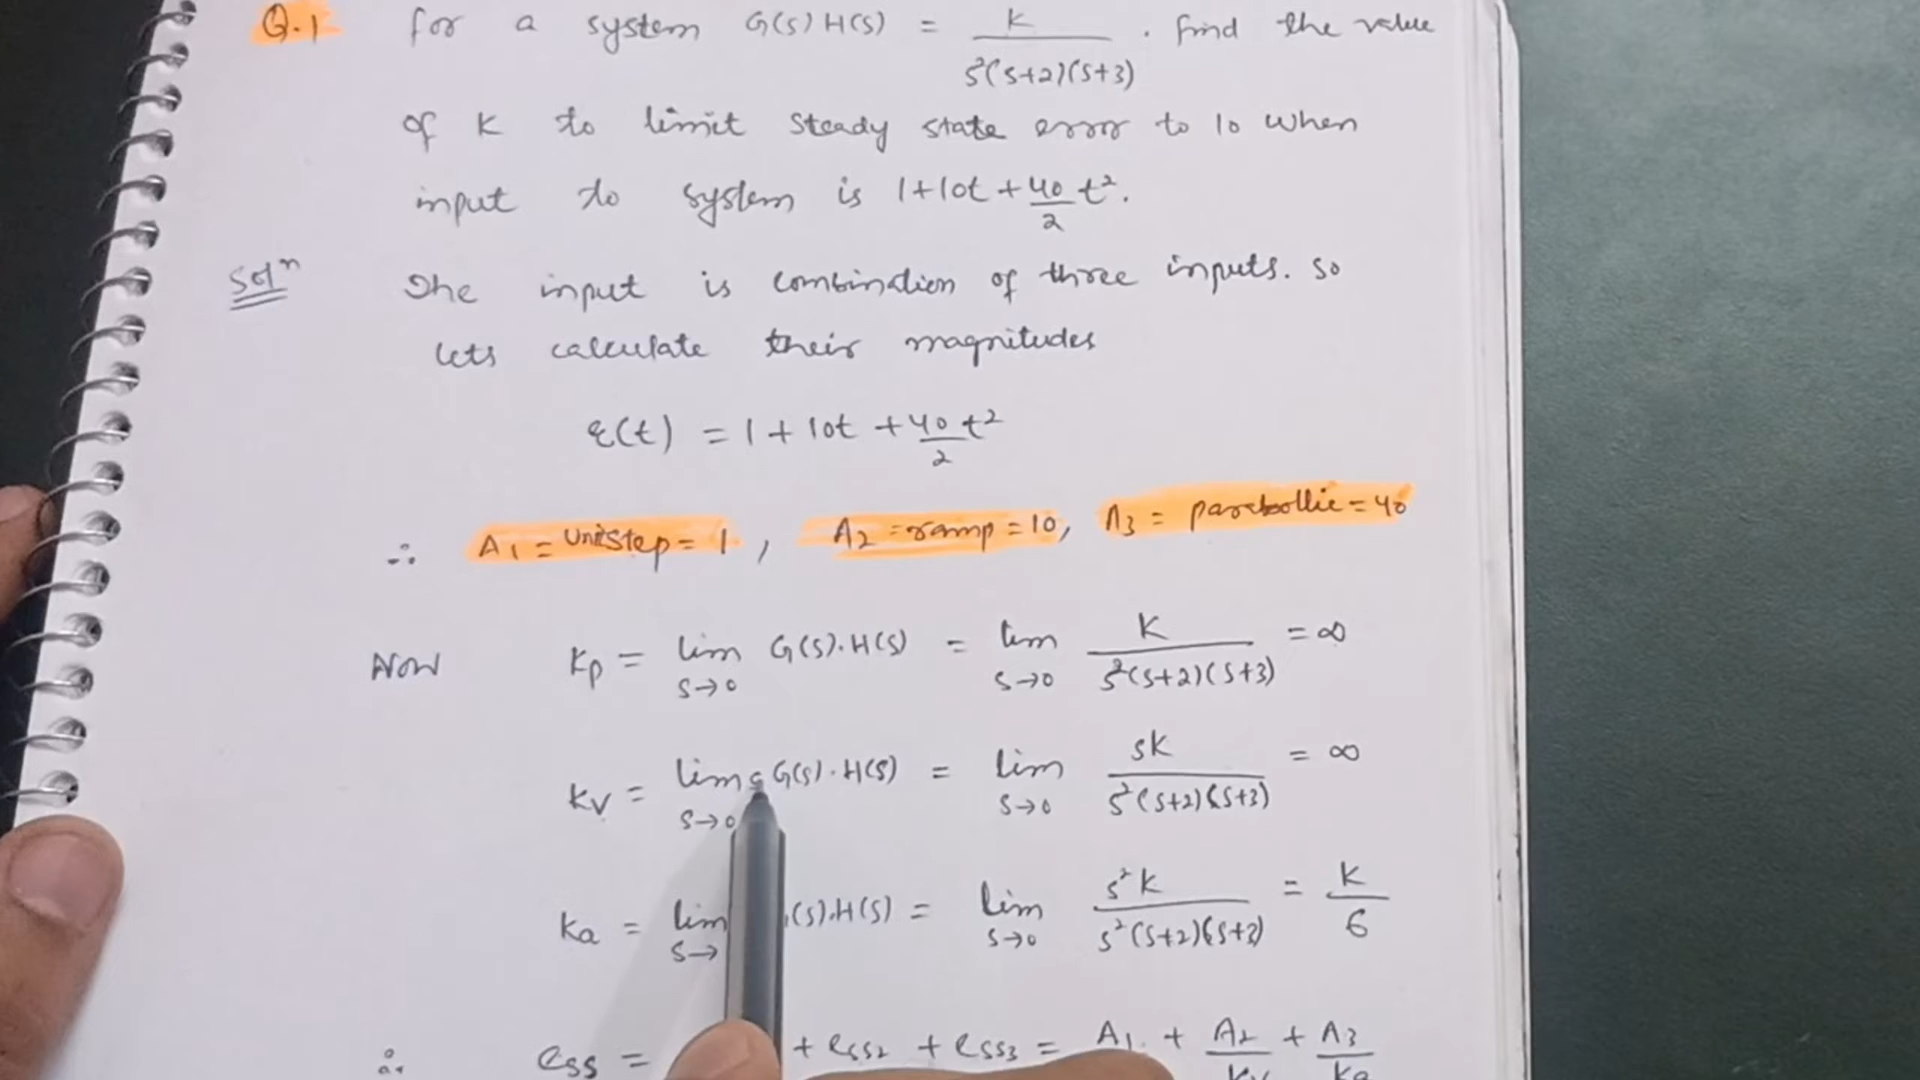 Q.1 for a system G(s) H(s) = K / s²(s+2)(s+3) . find the value
of K to limit steady state error to 10 when
input to system is 1+10t + 40/2 t².
Solⁿ The input is combination of three inputs. so
lets calculate their magnitudes
r(t) = 1 + 10t + 40/2 t²
∴ A1 = unitstep = 1 , A2 = ramp = 10, A3 = parabollic = 40
Now Kp = lim s→0 G(s).H(s) = lim s→0 K / s²(s+2)(s+3) = ∞
Kv = lim s→0 s G(s).H(s) = lim s→0 sK / s²(s+2)(s+3) = ∞
Ka = lim s→ (s).H(s) = lim s→0 s²K / s²(s+2)(s+3) = K / 6
∴ ess = + ess2 + ess3 = A1 + A2 / Kv + A3 / Ka